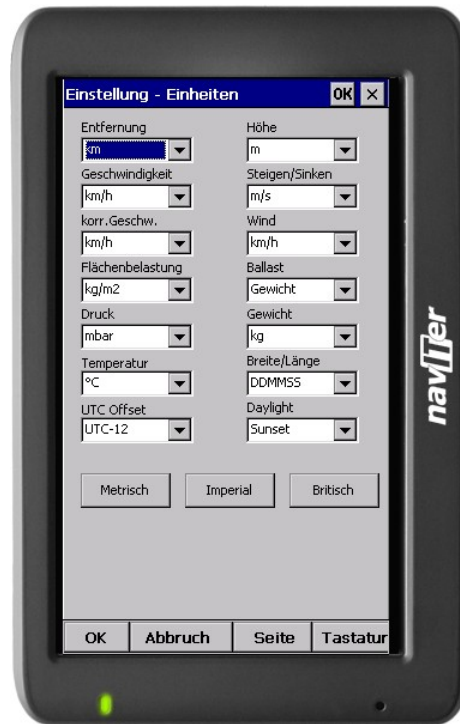 Einstellung - Einheiten OK
Entfernung Höhe
km m
Geschwindigkeit Steigen/Sinken
km/h m/s
korr.Geschw. Wind
km/h km/h
Flächenbelastung Ballast
kg/m2 Gewicht
Druck Gewicht
mbar kg
Temperatur Breite/Länge
°C DDMMSS
UTC Offset Daylight
UTC-12 Sunset
Metrisch Imperial Britisch
OK Abbruch Seite Tastatur
naviter